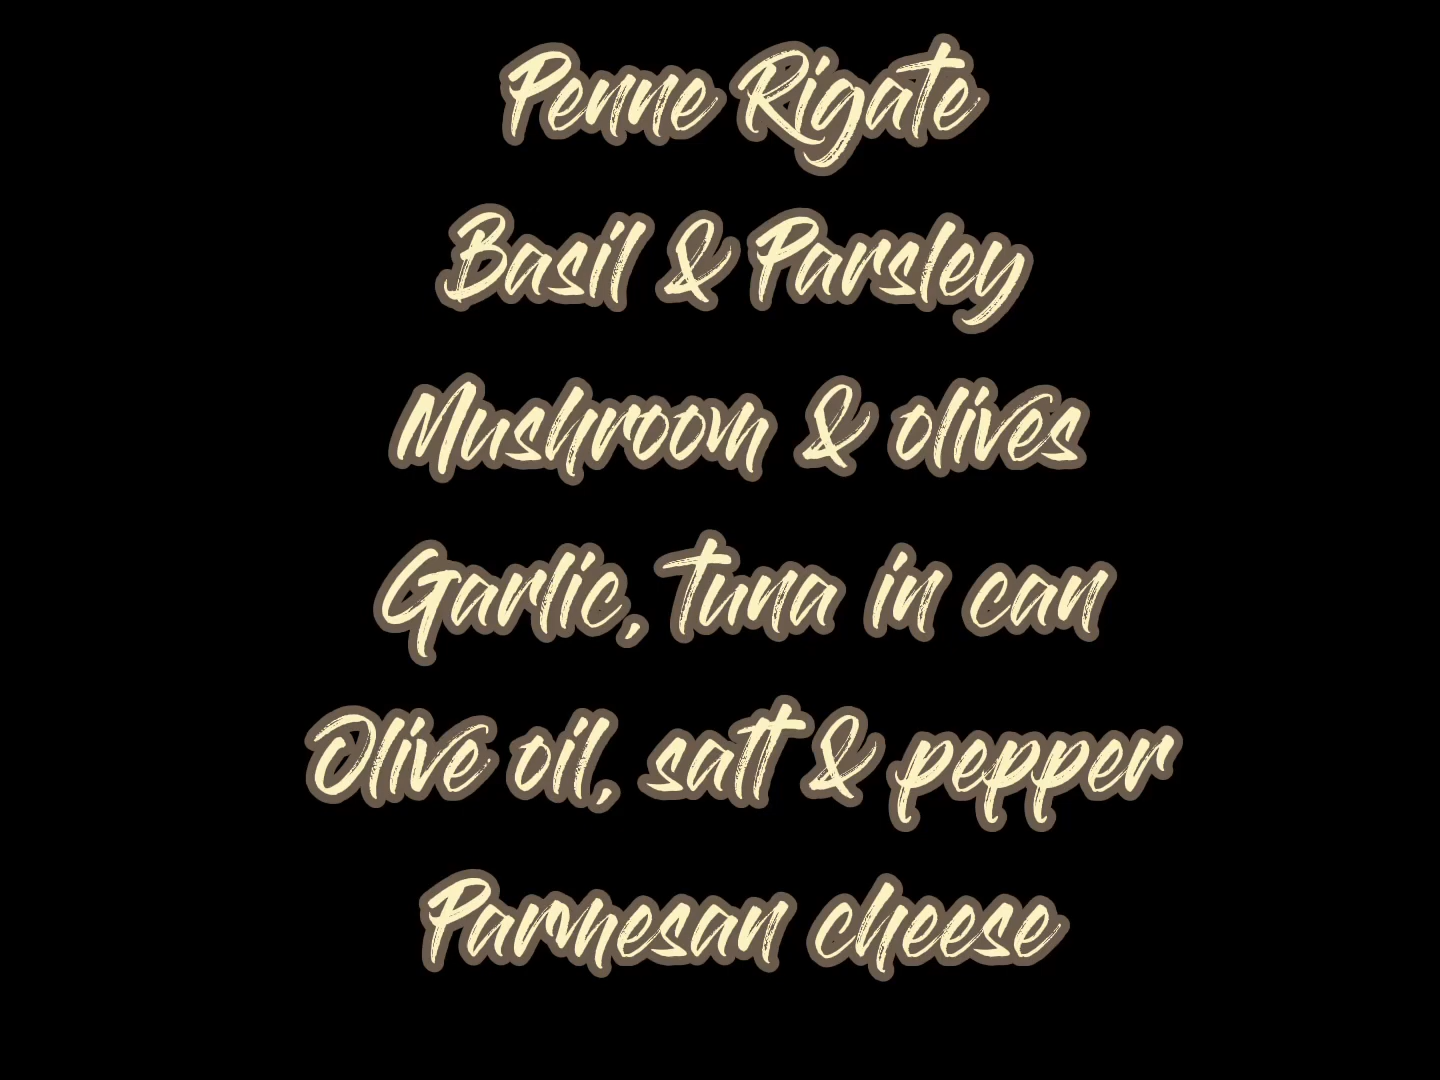 Penne Rigate
Basil & Parsley
Mushroom & olives
Garlic, tuna in can
Olive oil, salt & pepper
Parmesan cheese